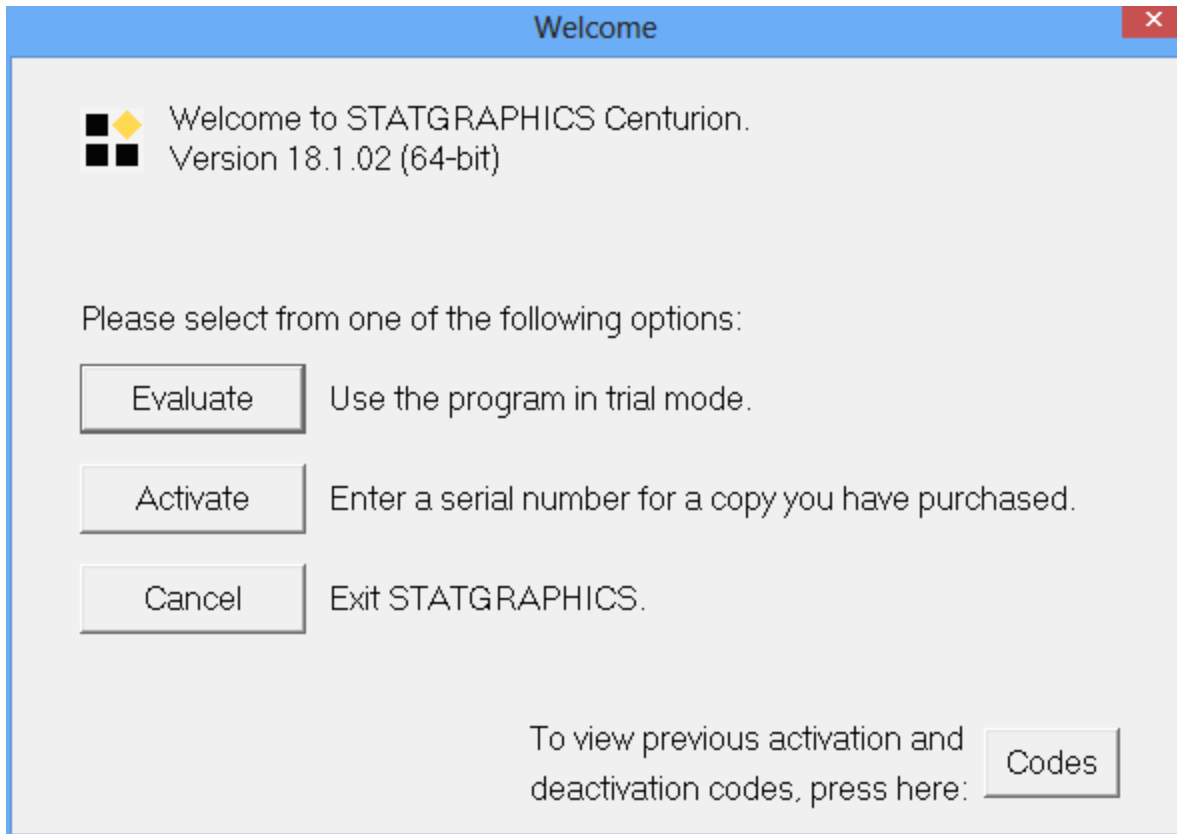 Welcome
Welcome to STATGRAPHICS Centurion.
Version 18.1.02 (64-bit)
Please select from one of the following options:
Evaluate Use the program in trial mode.
Activate Enter a serial number for a copy you have purchased.
Cancel Exit STATGRAPHICS.
To view previous activation and
deactivation codes, press here:
Codes